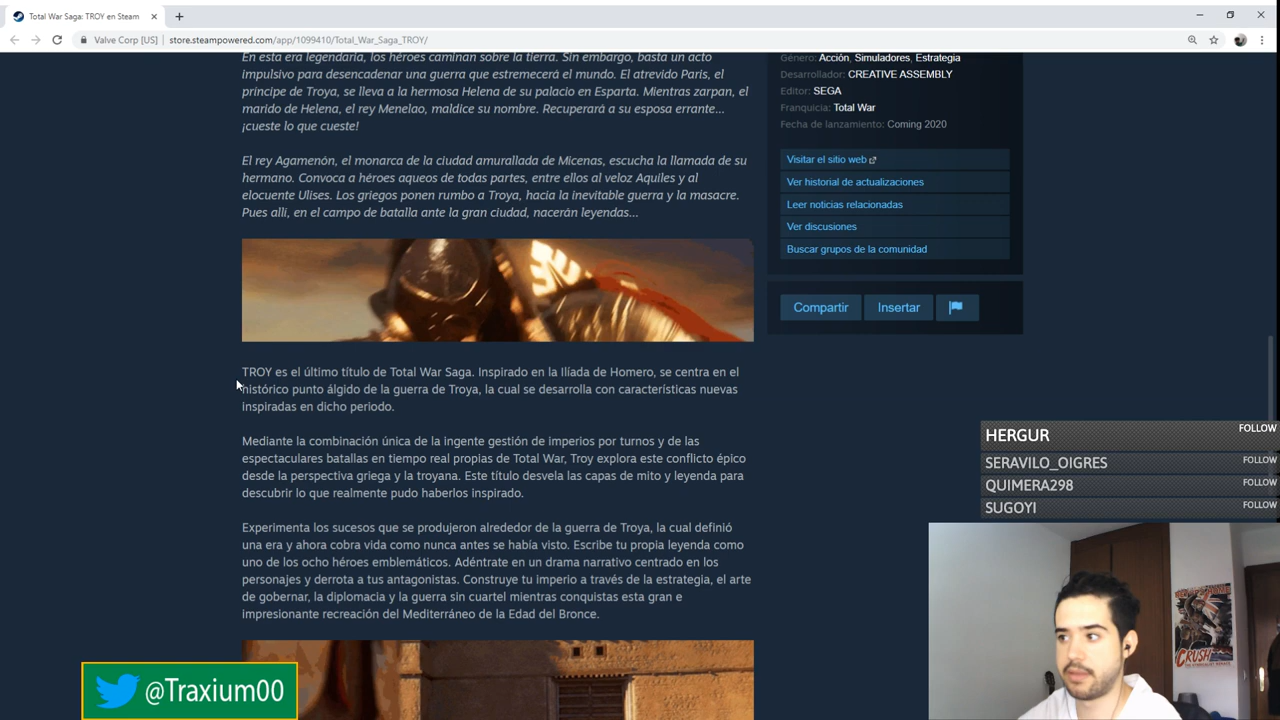 Total War Saga: TROY en Steam
Valve Corp [US]
store.steampowered.com/app/1099410/Total_War_Saga_TROY/
En esta era legendaria, los héroes caminan sobre la tierra. Sin embargo, basta un acto
impulsivo para desencadenar una guerra que estremecerá el mundo. El atrevido Paris, el
príncipe de Troya, se lleva a la hermosa Helena de su palacio en Esparta. Mientras zarpan, el
marido de Helena, el rey Menelao, maldice su nombre. Recuperará a su esposa errante...
¡cueste lo que cueste!
El rey Agamenón, el monarca de la ciudad amurallada de Micenas, escucha la llamada de su
hermano. Convoca a héroes aqueos de todas partes, entre ellos al veloz Aquiles y al
elocuente Ulises. Los griegos ponen rumbo a Troya, hacia la inevitable guerra y la masacre.
Pues allí, en el campo de batalla ante la gran ciudad, nacerán leyendas...
TROY es el último título de Total War Saga. Inspirado en la Ilíada de Homero, se centra en el
histórico punto álgido de la guerra de Troya, la cual se desarrolla con características nuevas
inspiradas en dicho periodo.
Mediante la combinación única de la ingente gestión de imperios por turnos y de las
espectaculares batallas en tiempo real propias de Total War, Troy explora este conflicto épico
desde la perspectiva griega y la troyana. Este título desvela las capas de mito y leyenda para
descubrir lo que realmente pudo haberlos inspirado.
Experimenta los sucesos que se produjeron alrededor de la guerra de Troya, la cual definió
una era y ahora cobra vida como nunca antes se había visto. Escribe tu propia leyenda como
uno de los ocho héroes emblemáticos. Adéntrate en un drama narrativo centrado en los
personajes y derrota a tus antagonistas. Construye tu imperio a través de la estrategia, el arte
de gobernar, la diplomacia y la guerra sin cuartel mientras conquistas esta gran e
impresionante recreación del Mediterráneo de la Edad del Bronce.
Género: Acción, Simuladores, Estrategia
Desarrollador: CREATIVE ASSEMBLY
Editor: SEGA
Franquicia: Total War
Fecha de lanzamiento: Coming 2020
Visitar el sitio web
Ver historial de actualizaciones
Leer noticias relacionadas
Ver discusiones
Buscar grupos de la comunidad
Compartir
Insertar
HERGUR FOLLOW
SERAVILO_OIGRES FOLLOW
QUIMERA298 FOLLOW
SUGOYI FOLLOW
CRUSH
@Traxium00